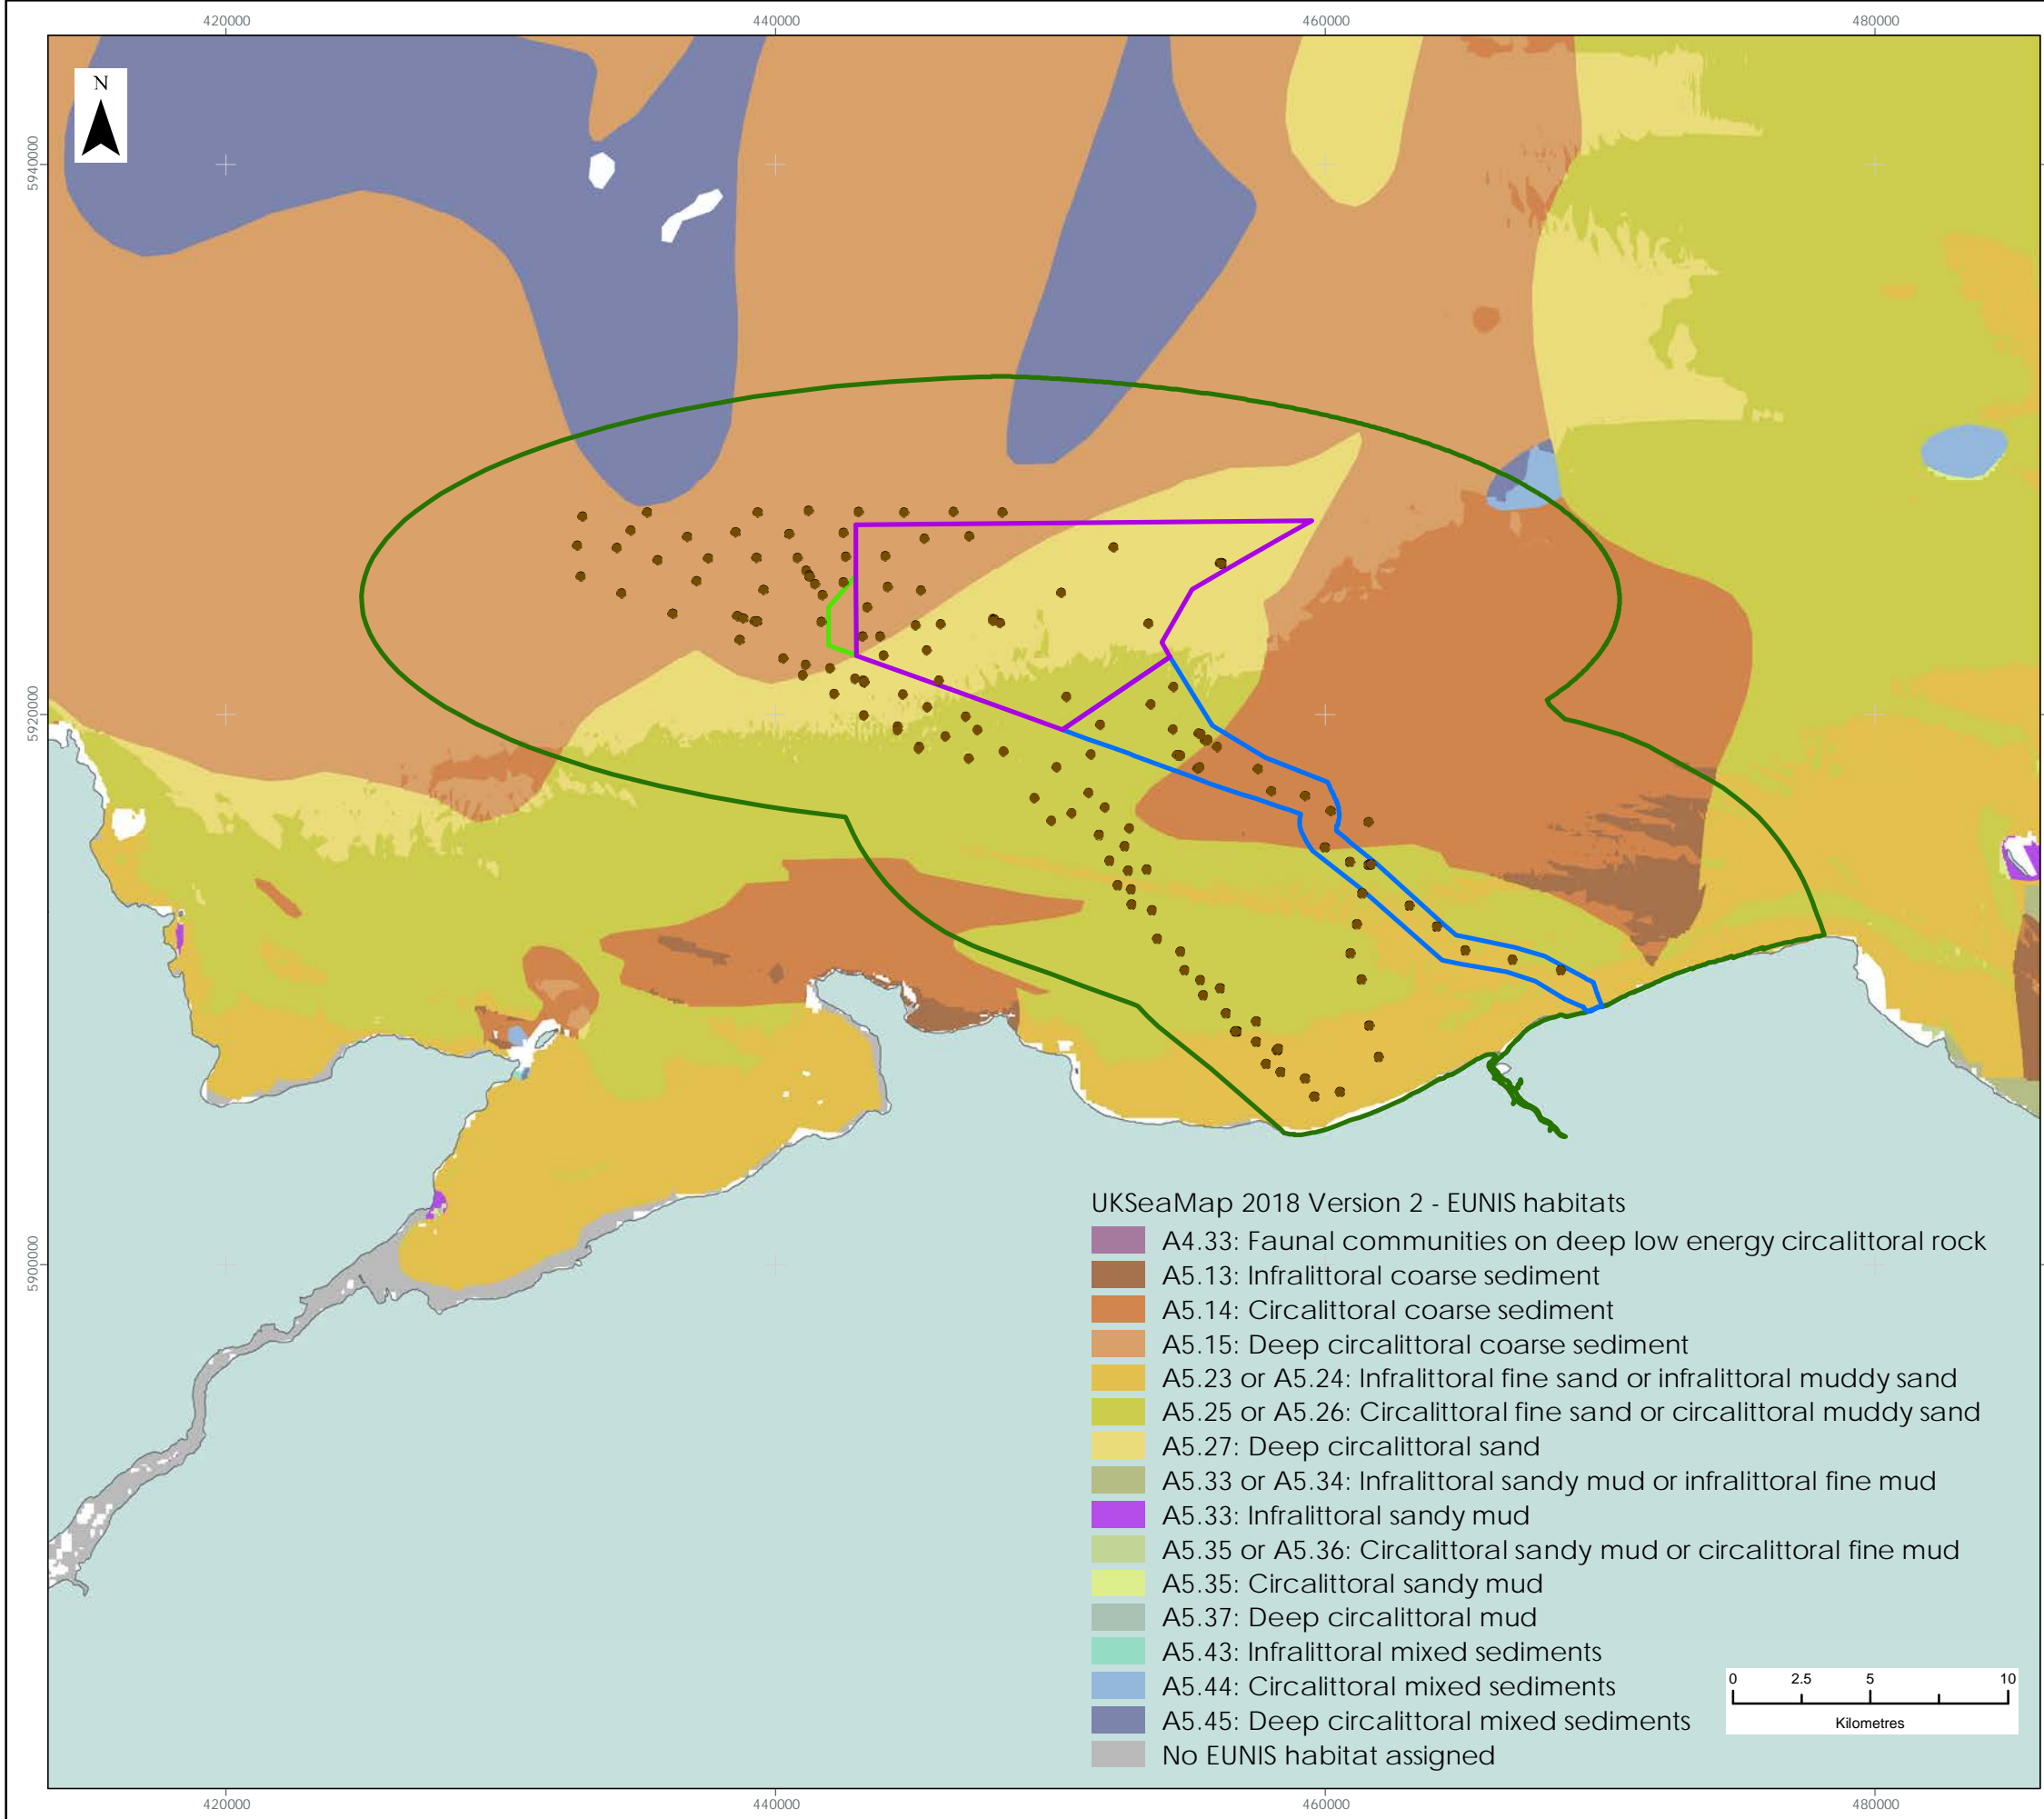 420000 440000 460000 480000
N
5940000
5920000
5900000
UKSeaMap 2018 Version 2 - EUNIS habitats
A4.33: Faunal communities on deep low energy circalittoral rock
A5.13: Infralittoral coarse sediment
A5.14: Circalittoral coarse sediment
A5.15: Deep circalittoral coarse sediment
A5.23 or A5.24: Infralittoral fine sand or infralittoral muddy sand
A5.25 or A5.26: Circalittoral fine sand or circalittoral muddy sand
A5.27: Deep circalittoral sand
A5.33 or A5.34: Infralittoral sandy mud or infralittoral fine mud
A5.33: Infralittoral sandy mud
A5.35 or A5.36: Circalittoral sandy mud or circalittoral fine mud
A5.35: Circalittoral sandy mud
A5.37: Deep circalittoral mud
A5.43: Infralittoral mixed sediments
A5.44: Circalittoral mixed sediments
A5.45: Deep circalittoral mixed sediments
No EUNIS habitat assigned
0 2.5 5 10
Kilometres
420000 440000 460000 480000